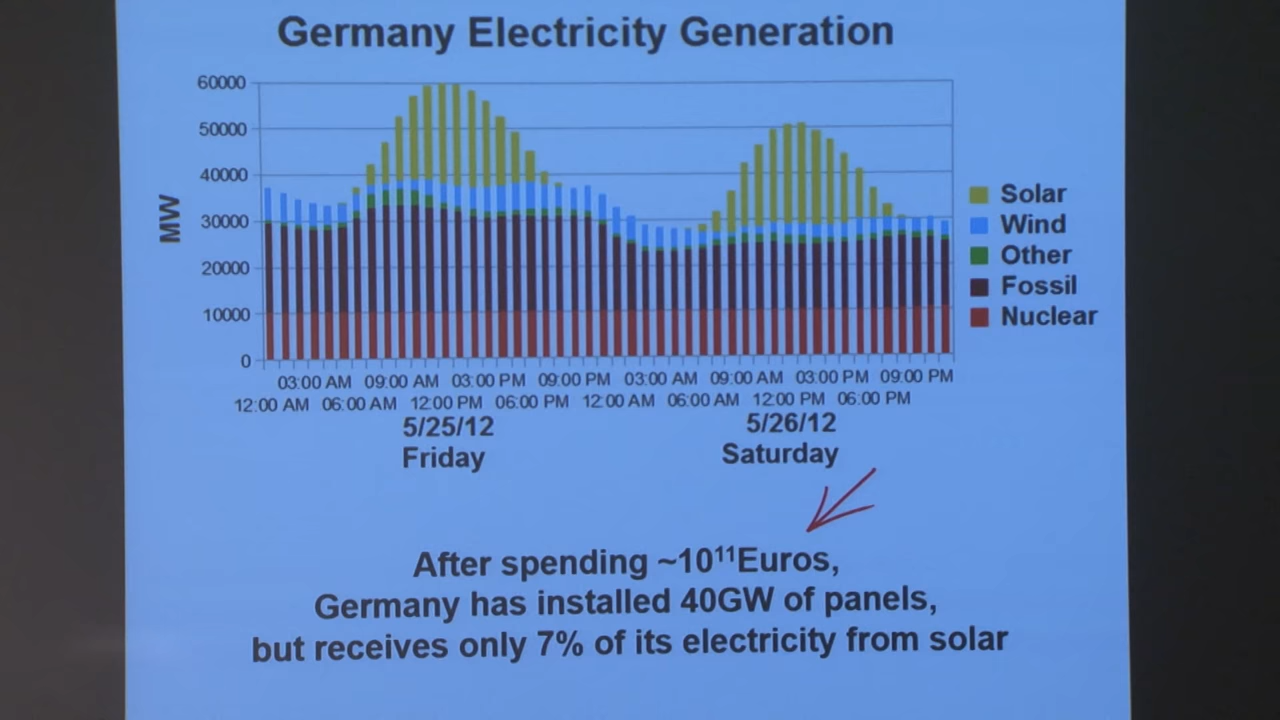 Germany Electricity Generation
60000
50000
40000
30000
20000
10000
0
MW
Solar
Wind
Other
Fossil
Nuclear
03:00 AM 09:00 AM 03:00 PM 09:00 PM 03:00 AM 09:00 AM 03:00 PM 09:00 PM
12:00 AM 06:00 AM 12:00 PM 06:00 PM 12:00 AM 06:00 AM 12:00 PM 06:00 PM
5/25/12 5/26/12
Friday Saturday
After spending ~10¹¹Euros,
Germany has installed 40GW of panels,
but receives only 7% of its electricity from solar